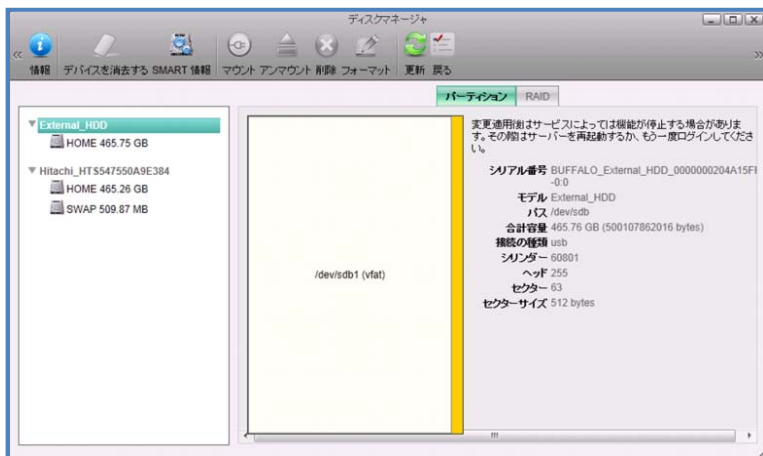 ディスクマネージャ
情報 デバイスを消去する SMART 情報 マウント アンマウント 削除 フォーマット 更新 戻る
パーティション RAID
External_HDD
HOME 465.75 GB
Hitachi_HTS547550A9E384
HOME 465.26 GB
SWAP 509.87 MB
/dev/sdb1 (vfat)
変更適用後はサービスによっては機能が停止する場合がありま
す。その際はサーバーを再起動するか、もう一度ログインしてくださ
い。
シリアル番号 BUFFALO_External_HDD_0000000204A15FF
-0:0
モデル External_HDD
パス /dev/sdb
合計容量 465.76 GB (500107862016 bytes)
接続の種類 usb
シリンダー 60801
ヘッド 255
セクター 63
セクターサイズ 512 bytes